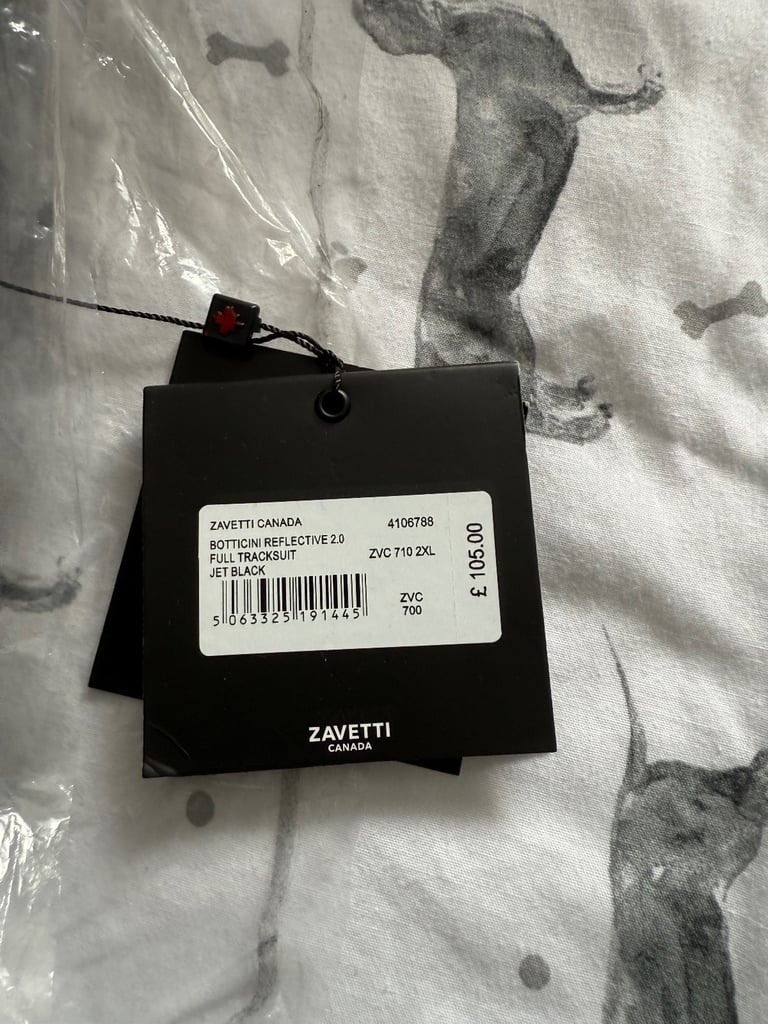 ZAVETTI CANADA 4106788
BOTTICINI REFLECTIVE 2.0
FULL TRACKSUIT ZVC 710 2XL
JET BLACK
5 063325 191445
ZVC
700
£ 105.00
ZAVETTI
CANADA